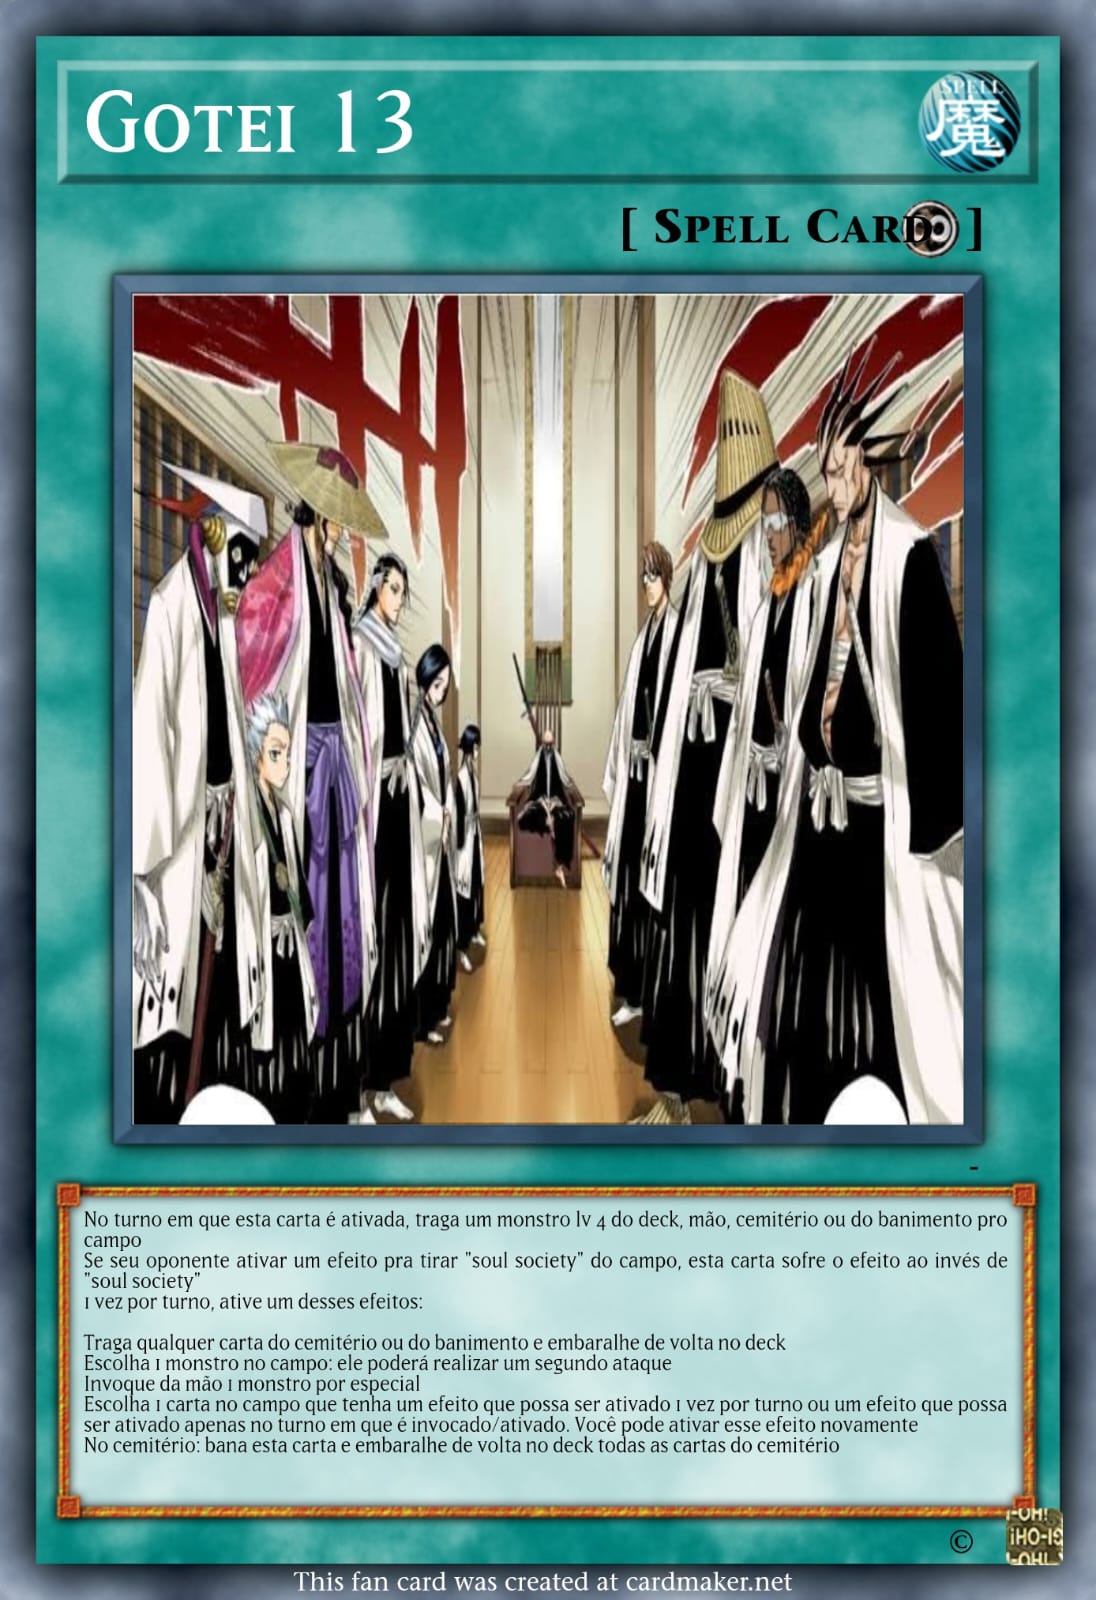 GOTEI 13
SPELL
魔
[ SPELL CARD ]
-
No turno em que esta carta é ativada, traga um monstro lv 4 do deck, mão, cemitério ou do banimento pro
campo
Se seu oponente ativar um efeito pra tirar "soul society" do campo, esta carta sofre o efeito ao invés de
"soul society"
1 vez por turno, ative um desses efeitos:
Traga qualquer carta do cemitério ou do banimento e embaralhe de volta no deck
Escolha 1 monstro no campo: ele poderá realizar um segundo ataque
Invoque da mão 1 monstro por especial
Escolha 1 carta no campo que tenha um efeito que possa ser ativado 1 vez por turno ou um efeito que possa
ser ativado apenas no turno em que é invocado/ativado. Você pode ativar esse efeito novamente
No cemitério: bana esta carta e embaralhe de volta no deck todas as cartas do cemitério
©
This fan card was created at cardmaker.net